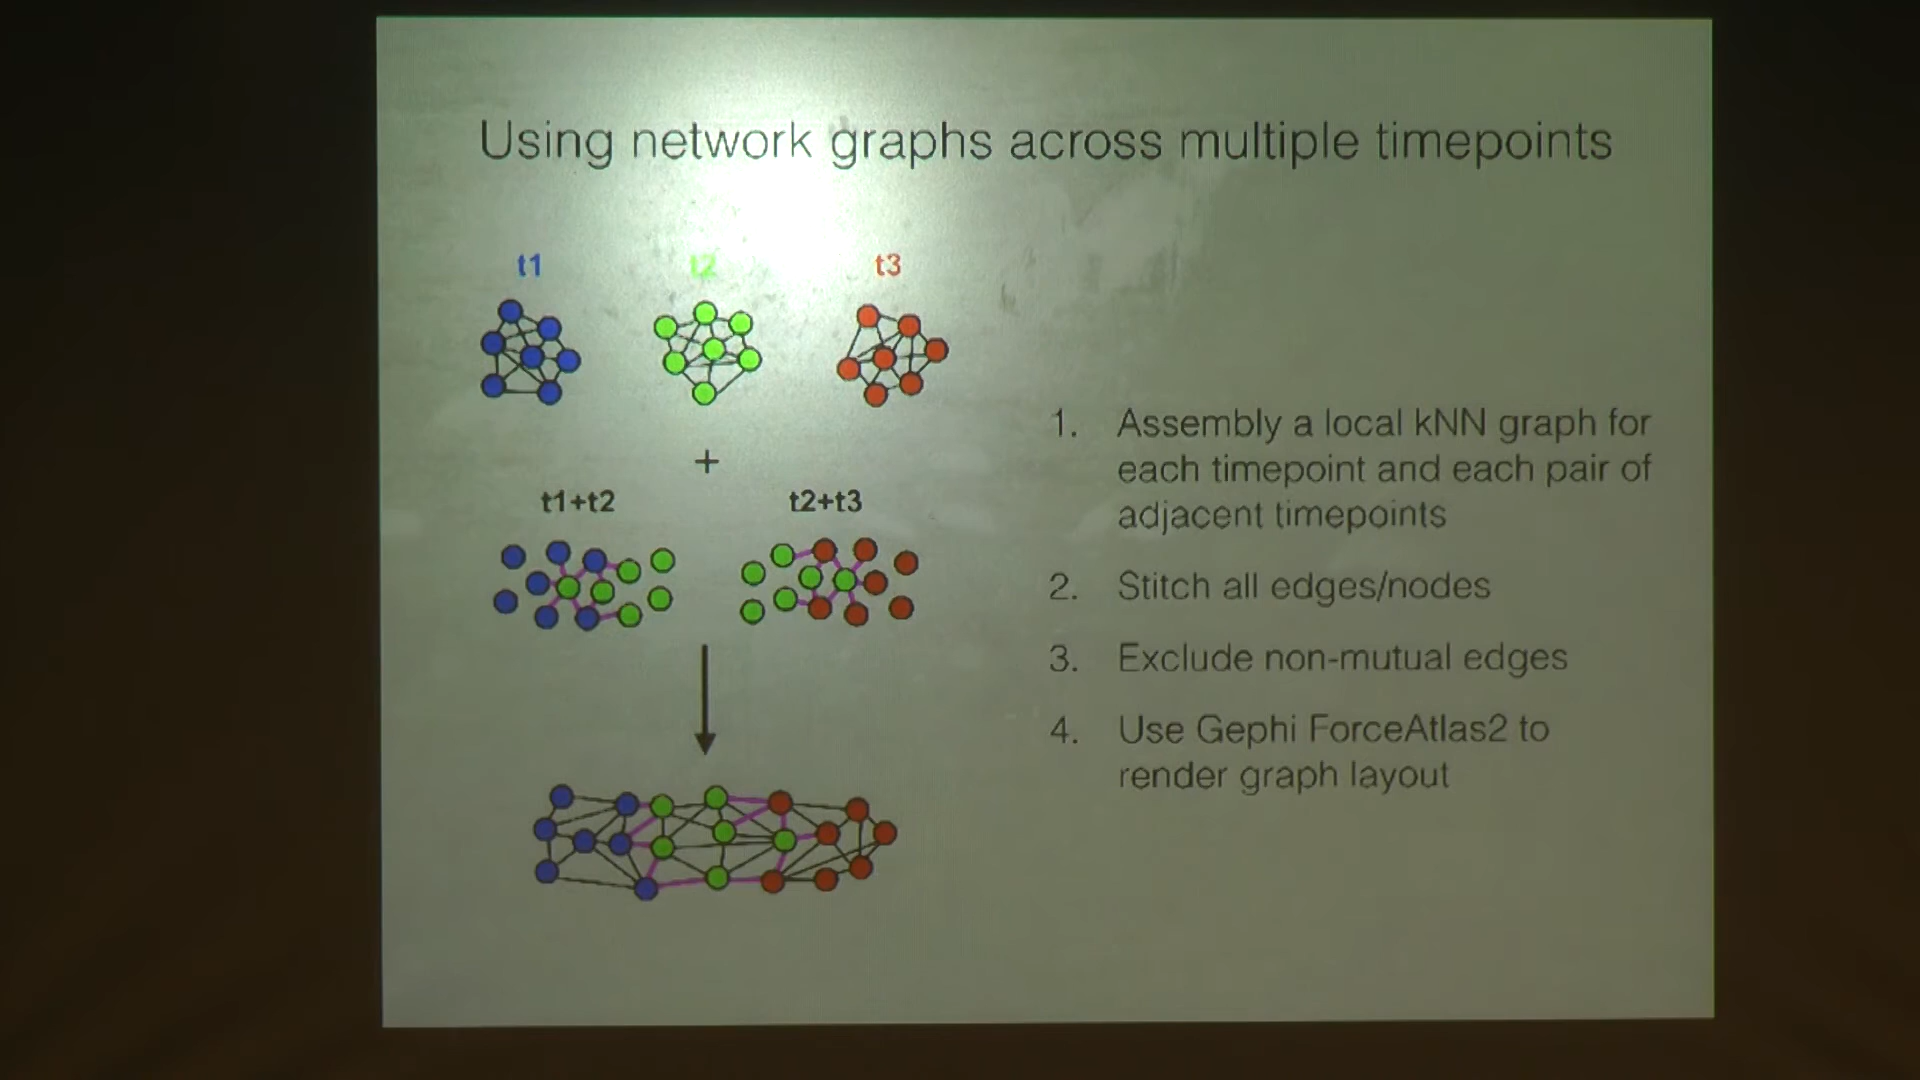 Using network graphs across multiple timepoints
t1 t2 t3
+
t1+t2 t2+t3
1. Assembly a local kNN graph for
each timepoint and each pair of
adjacent timepoints
2. Stitch all edges/nodes
3. Exclude non-mutual edges
4. Use Gephi ForceAtlas2 to
render graph layout